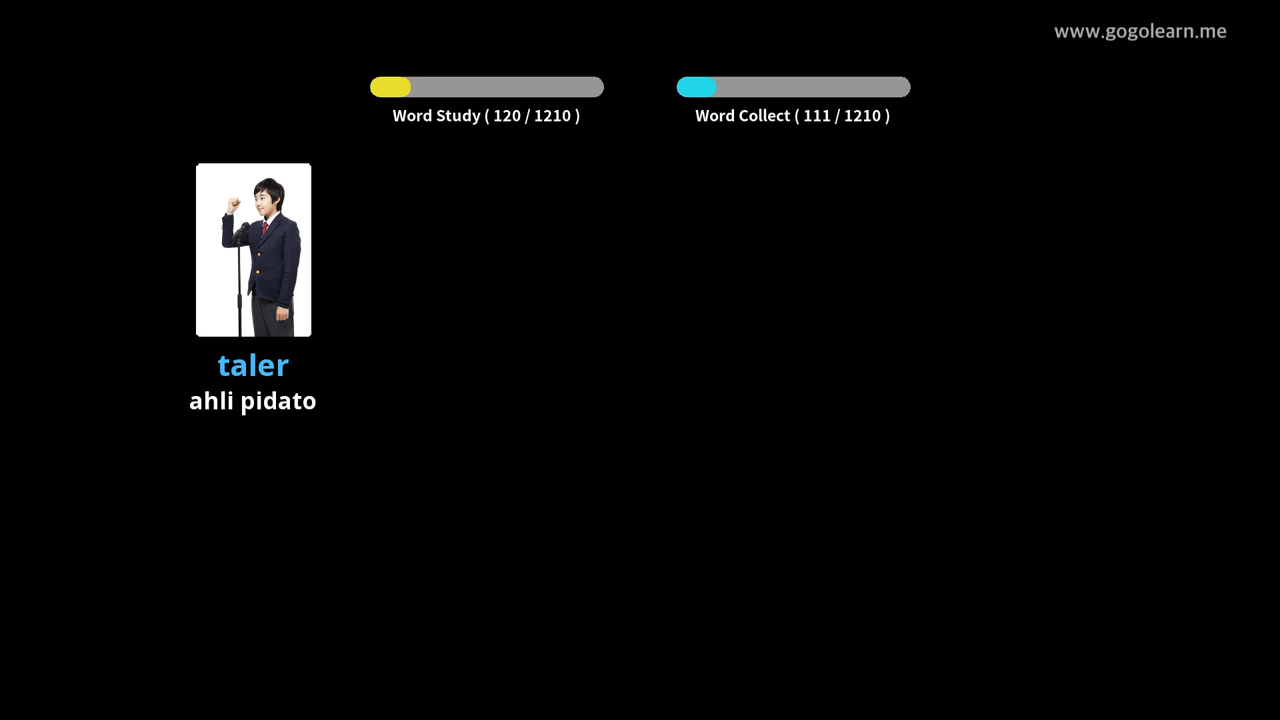 www.gogolearn.me
Word Study ( 120 / 1210 )
Word Collect ( 111 / 1210 )
taler
ahli pidato